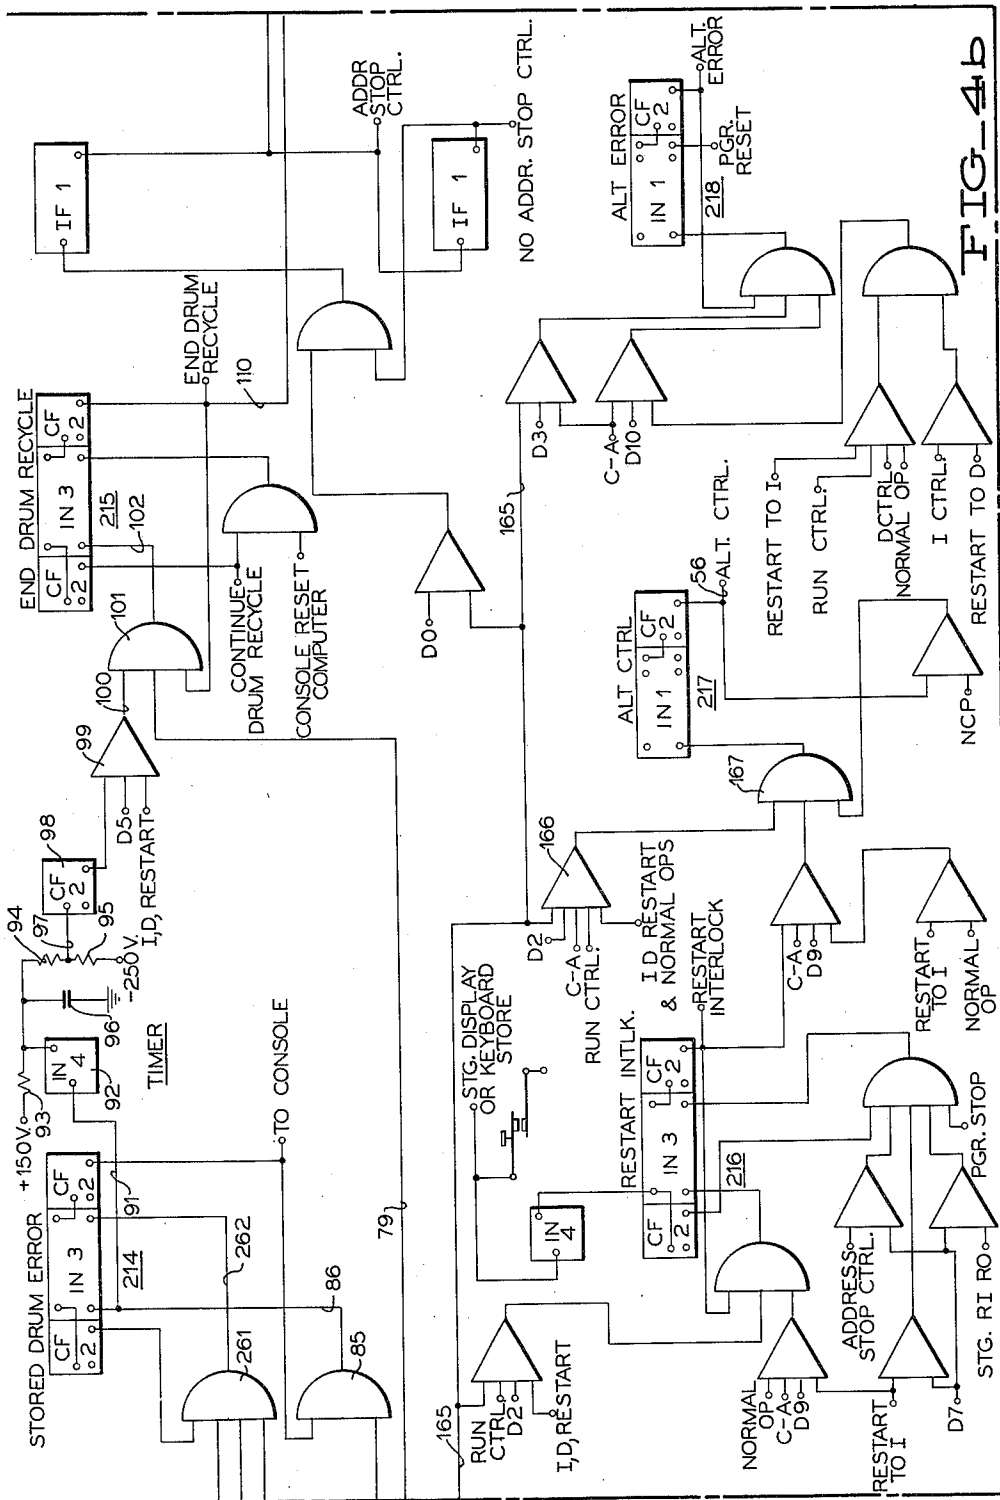 STORED DRUM ERROR
CF
2
IN 3
CF
2
214
91
262
261
86
85
TO CONSOLE
79
+150V.
93
IN
4
92
TIMER
96
94
97
95
-250V.
CF
2
98
I,D, RESTART
D5
99
100
101
102
END DRUM RECYCLE
CF
2
IN 3
CF
2
215
CONTINUE
DRUM RECYCLE
CONSOLE RESET
COMPUTER
END DRUM
RECYCLE
110
IF 1
ADDR
STOP
CTRL.
IF 1
NO ADDR. STOP CTRL.
D0
165
165
RUN
CTRL.
D2
I,D, RESTART
STG. DISPLAY
OR KEYBOARD
STORE
IN
4
RESTART INTLK.
CF
2
IN 3
CF
2
216
RESTART
INTERLOCK
NORMAL
OP
C-A
D9
RESTART
TO I
D7
ADDRESS
STOP CTRL.
STG. RI RO
PGR. STOP
D2
C-A
RUN CTRL.
166
I D RESTART
& NORMAL OPS
C-A
D9
RESTART
TO I
NORMAL
OP
167
ALT CTRL
IN 1
CF
2
217
56
ALT. CTRL.
NCP
D3
C-A
D10
RESTART TO I
RUN CTRL.
DCTRL
NORMAL OP
I CTRL.
RESTART TO D
ALT ERROR
IN 1
CF
2
218
PGR.
RESET
ALT.
ERROR
FIG_4b